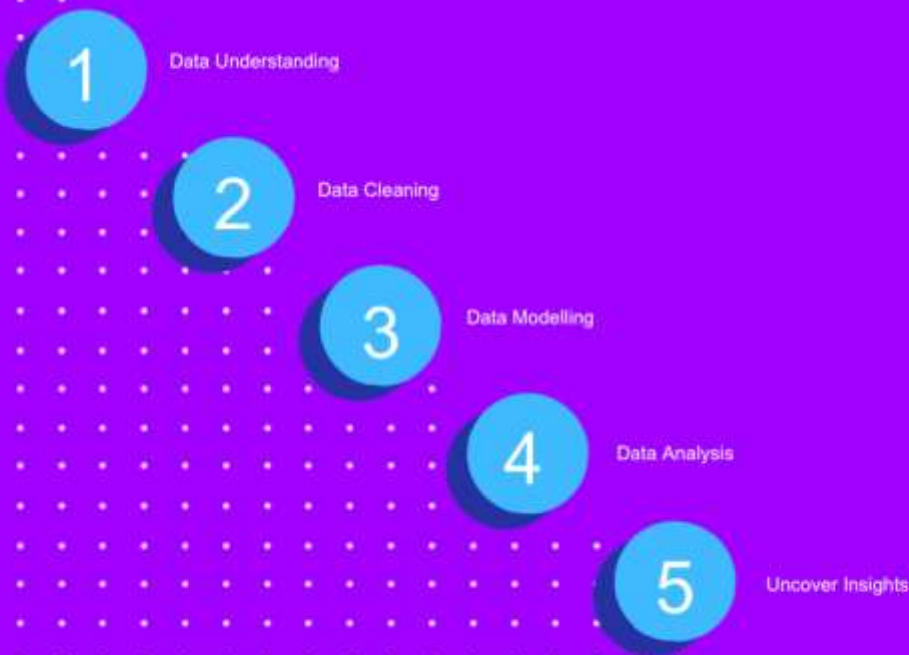 1
Data Understanding
2
Data Cleaning
3
Data Modelling
4
Data Analysis
5
Uncover Insights